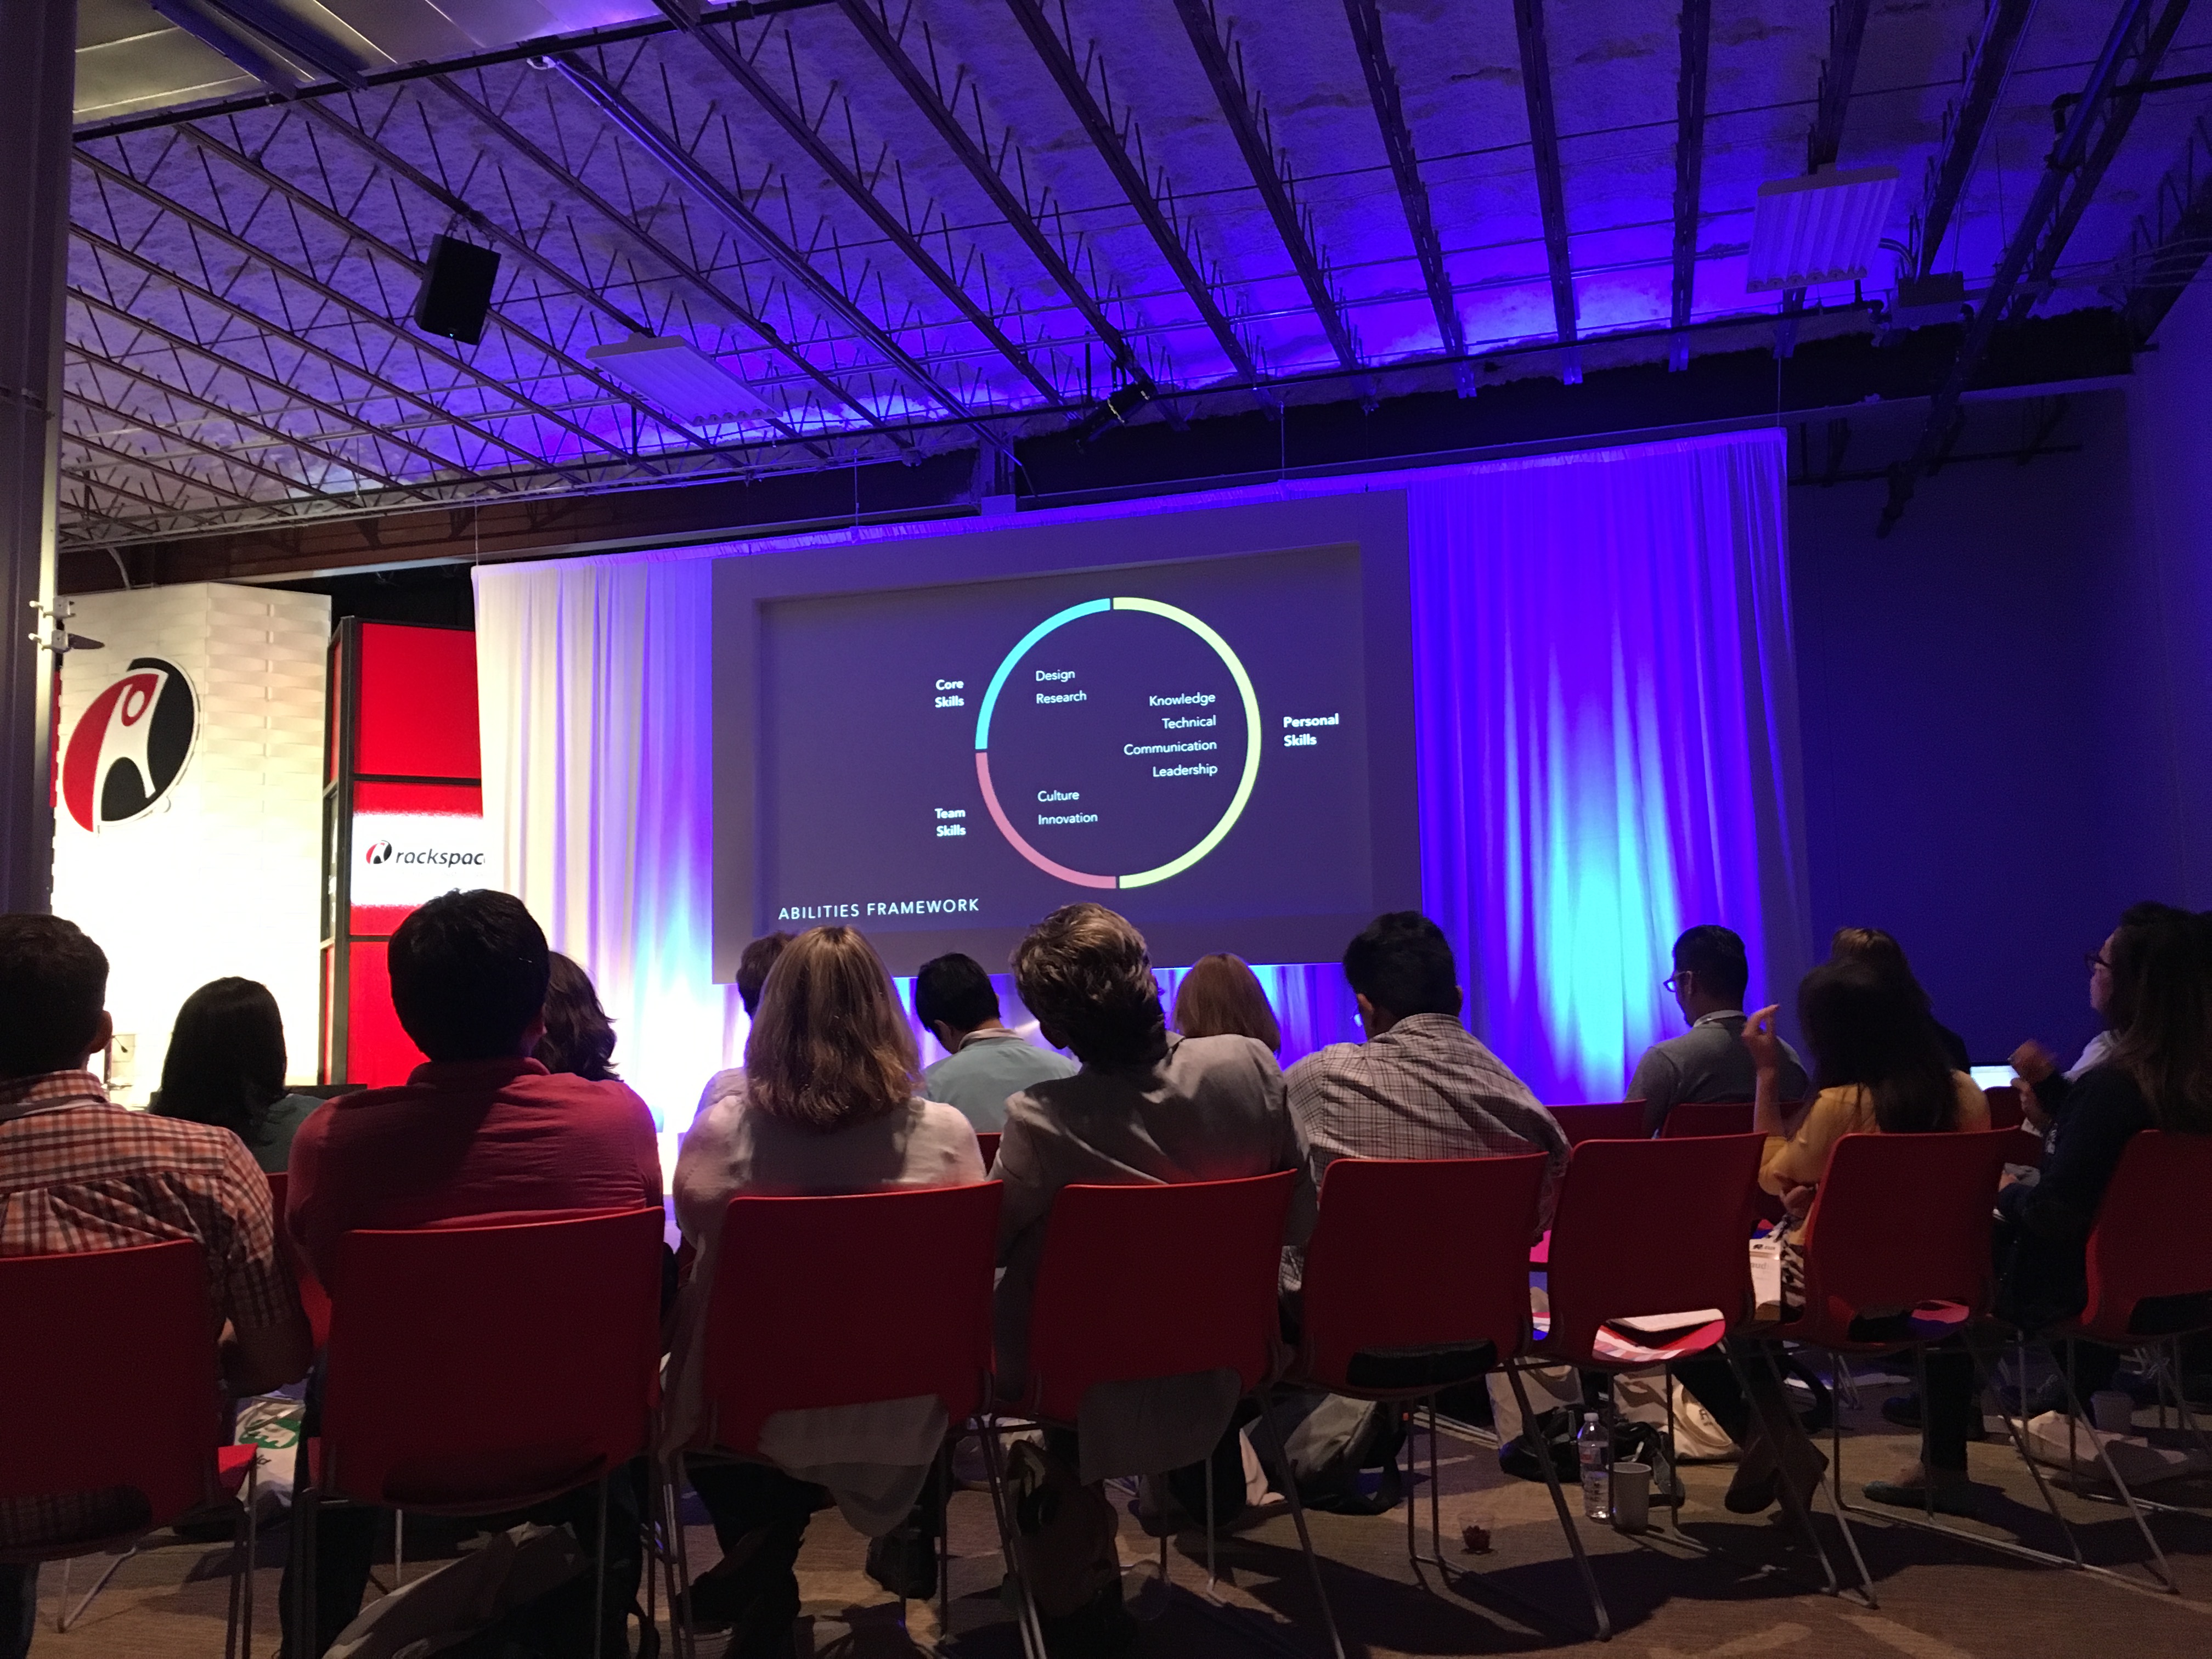 Core
Skills
Design
Research
Knowledge
Technical
Communication
Leadership
Personal
Skills
Culture
Innovation
Team
Skills
ABILITIES FRAMEWORK
rackspac